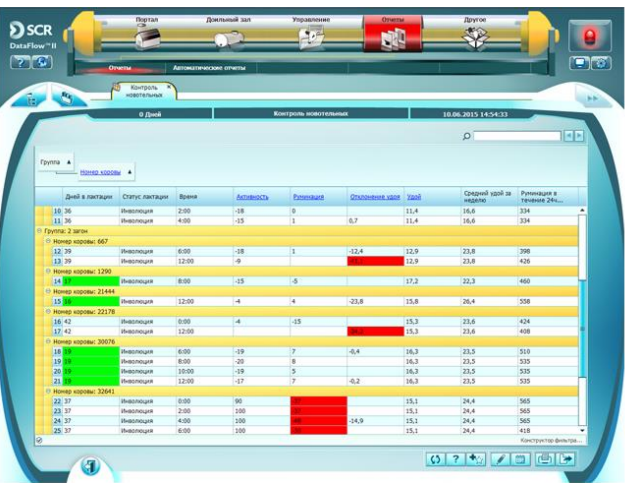 Портал Доильный зал Управление Отчеты Другое
SCR
DataFlow™II
Отчеты Автоматические отчеты
Контроль новотельных
0 Дней Контроль новотельных 10.06.2015 14:54:33
Группа
Номер коровы
Дней в лактации Статус лактации Время Активность Руминация Отклонение удоя Удой Средний удой за неделю Руминация в течение 24ч...
10 36 Инволюция 2:00 -18 0 11,4 16,6 334
11 36 Инволюция 4:00 -15 1 0,7 11,4 16,6 334
Группа: 2 загон
Номер коровы: 667
12 39 Инволюция 6:00 -18 1 -12,4 12,9 23,8 398
13 39 Инволюция 12:00 -9 12,9 23,8 426
Номер коровы: 1290
14 17 Инволюция 8:00 -15 -5 17,2 22,3 460
Номер коровы: 21444
15 Инволюция 12:00 -4 4 -23,8 15,8 26,4 558
Номер коровы: 22178
16 42 Инволюция 0:00 -4 -15 15,3 23,6 424
17 42 Инволюция 12:00 15,3 23,6 408
Номер коровы: 30076
18 19 Инволюция 6:00 -19 7 -0,4 16,3 23,5 510
19 19 Инволюция 8:00 -20 8 16,3 23,5 535
20 19 Инволюция 10:00 -19 5 16,3 23,5 535
21 19 Инволюция 12:00 -17 7 -0,2 16,3 23,5 535
Номер коровы: 32641
22 37 Инволюция 0:00 90 15,1 24,4 565
23 37 Инволюция 2:00 100 15,1 24,4 565
24 37 Инволюция 4:00 100 -14,9 15,1 24,4 565
25 37 Инволюция 6:00 100 15,1 24,4 418
Конструктор фильтра...